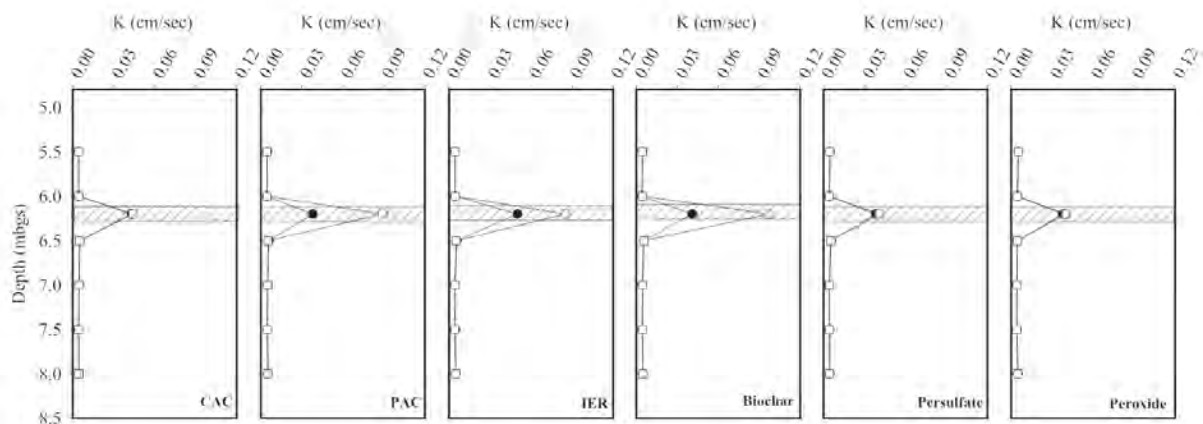 K (cm/sec) K (cm/sec) K (cm/sec) K (cm/sec) K (cm/sec) K (cm/sec)
0.00 0.03 0.06 0.09 0.12 0.00 0.03 0.06 0.09 0.12 0.00 0.03 0.06 0.09 0.12 0.00 0.03 0.06 0.09 0.12 0.00 0.03 0.06 0.09 0.12 0.00 0.03 0.06 0.09 0.12
Depth (mbgs)
5.0
5.5
6.0
6.5
7.0
7.5
8.0
8.5
CAC PAC IER Biochar Persulfate Peroxide